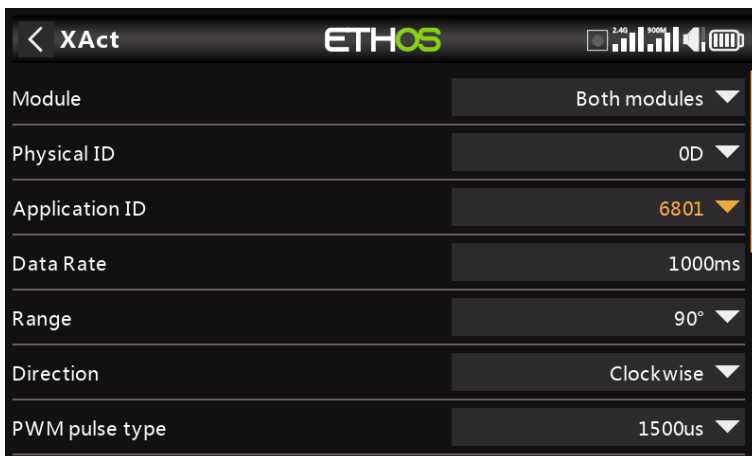 XAct ETHOS 2.4G 900M
Module Both modules
Physical ID 0D
Application ID 6801
Data Rate 1000ms
Range 90°
Direction Clockwise
PWM pulse type 1500us